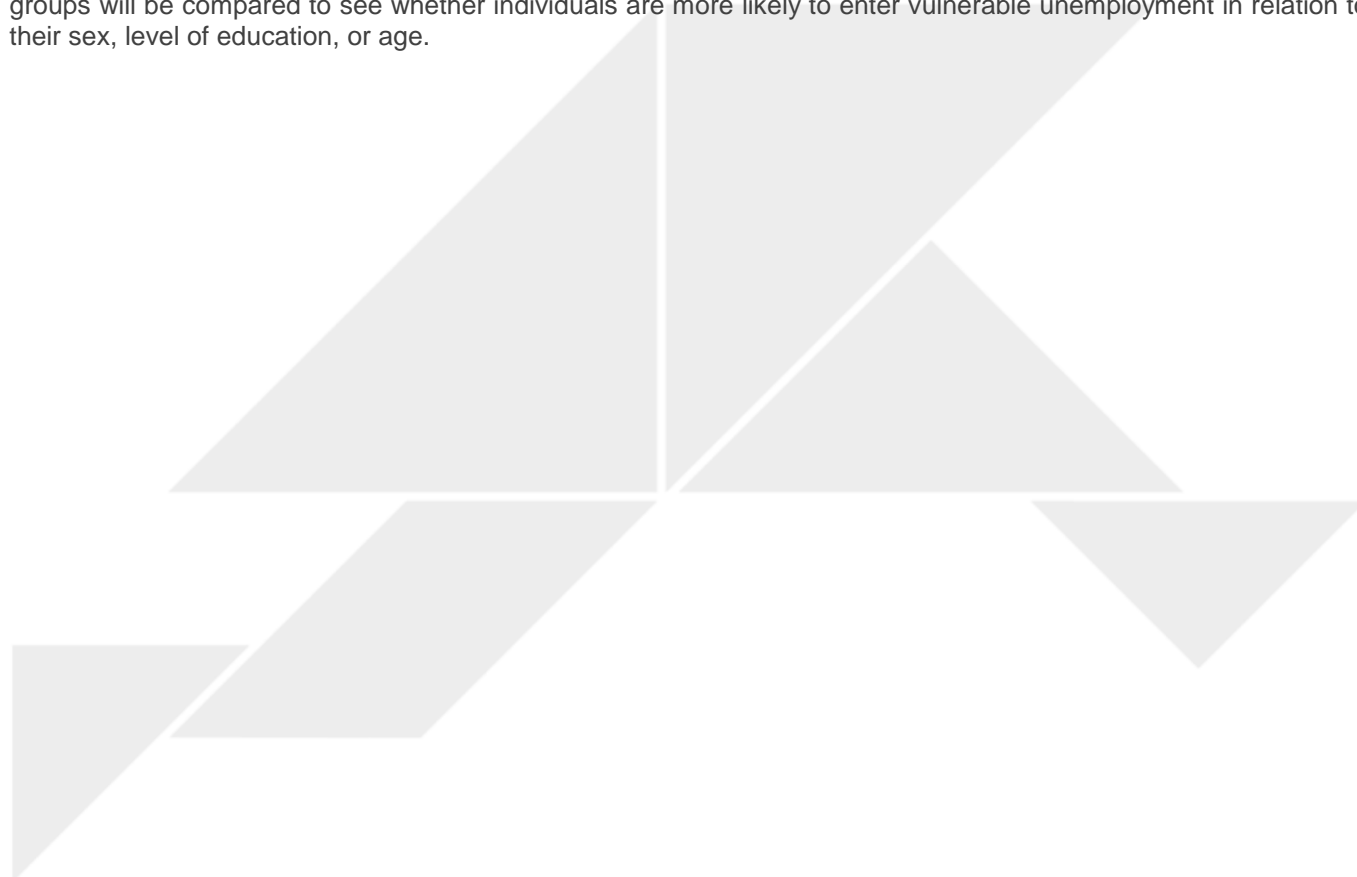 groups will be compared to see whether individuals are more likely to enter vulnerable unemployment in relation to
their sex, level of education, or age.